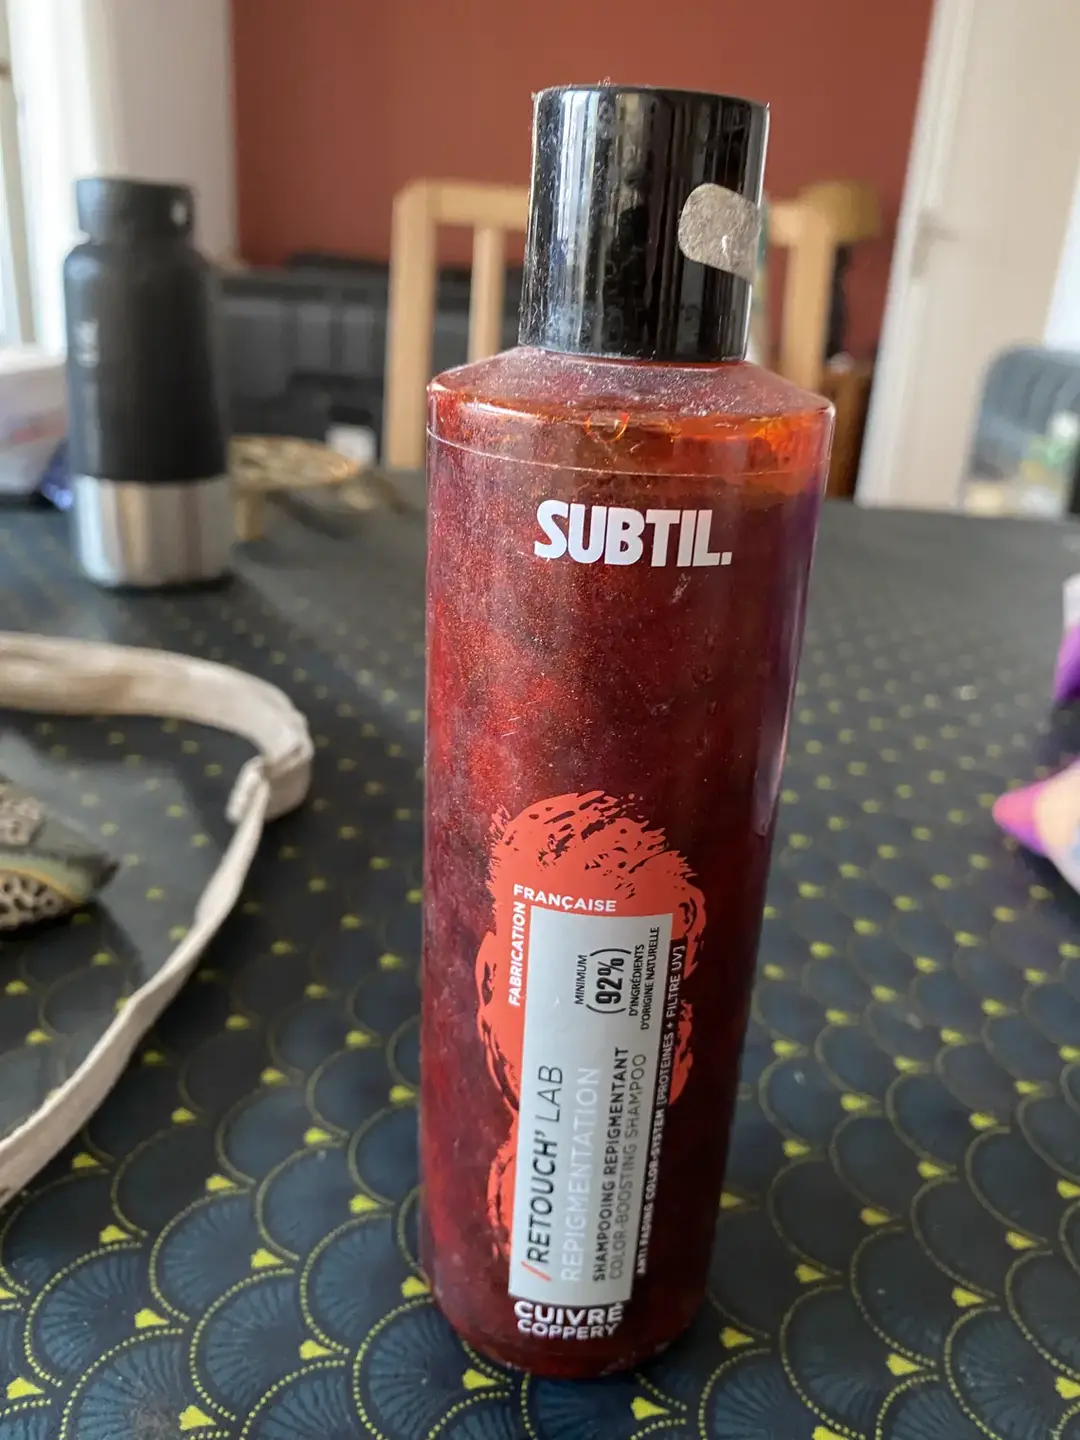 SUBTIL.
FABRICATION
FRANÇAISE
MINIMUM
(92%)
D'INGRÉDIENTS
D'ORIGINE NATURELLE
/RETOUCH' LAB
REPIGMENTATION
SHAMPOOING REPIGMENTANT
COLOR-BOOSTING SHAMPOO
ANTI FADING COLOR-SYSTEM [PROTÉINES + FILTRE UV]
CUIVRÉ
COPPERY